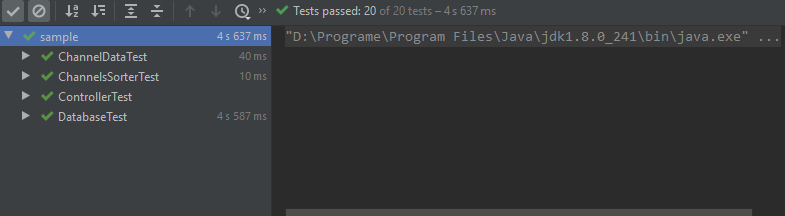 Tests passed: 20 of 20 tests – 4 s 637 ms
sample 4 s 637 ms
ChannelDataTest 40 ms
ChannelsSorterTest 10 ms
ControllerTest
DatabaseTest 4 s 587 ms
"D:\Programe\Program Files\Java\jdk1.8.0_241\bin\java.exe" ...